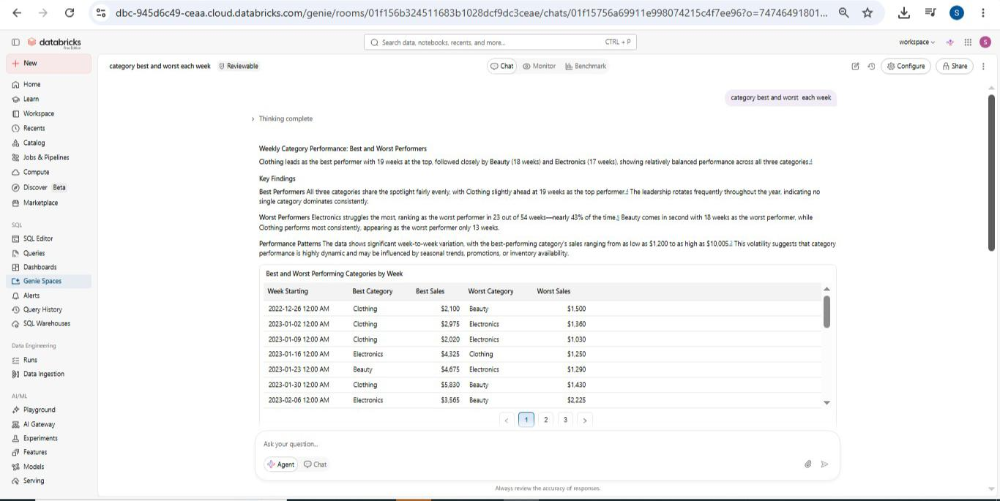 dbc-945d6c49-ceaa.cloud.databricks.com/genie/rooms/01f156b324511683b1028dcf9dc3ceae/chats/01f15756a69911e998074215c4f7ee96?o=74746491801...
S
databricks
Free Edition
Search data, notebooks, recents, and more...
CTRL + P
workspace
S
New
Home
Learn
Workspace
Recents
Catalog
Jobs & Pipelines
Compute
Discover Beta
Marketplace
SQL
SQL Editor
Queries
Dashboards
Genie Spaces
Alerts
Query History
SQL Warehouses
Data Engineering
Runs
Data Ingestion
AI/ML
Playground
AI Gateway
Experiments
Features
Models
Serving
category best and worst each week
Reviewable
Chat
Monitor
Benchmark
Configure
Share
category best and worst each week
Thinking complete
Weekly Category Performance: Best and Worst Performers
Clothing leads as the best performer with 19 weeks at the top, followed closely by Beauty (18 weeks) and Electronics (17 weeks), showing relatively balanced performance across all three categories.
Key Findings
Best Performers All three categories share the spotlight fairly evenly, with Clothing slightly ahead at 19 weeks as the top performer. The leadership rotates frequently throughout the year, indicating no
single category dominates consistently.
Worst Performers Electronics struggles the most, ranking as the worst performer in 23 out of 54 weeks—nearly 43% of the time. Beauty comes in second with 18 weeks as the worst performer, while
Clothing performs most consistently, appearing as the worst performer only 13 weeks.
Performance Patterns The data shows significant week-to-week variation, with the best-performing category's sales ranging from as low as $1,200 to as high as $10,005. This volatility suggests that category
performance is highly dynamic and may be influenced by seasonal trends, promotions, or inventory availability.
Best and Worst Performing Categories by Week
Week Starting Best Category Best Sales Worst Category Worst Sales
2022-12-26 12:00 AM Clothing $2,100 Beauty $1,500
2023-01-02 12:00 AM Clothing $2,975 Electronics $1,360
2023-01-09 12:00 AM Clothing $2,020 Electronics $1,030
2023-01-16 12:00 AM Electronics $4,325 Clothing $1,250
2023-01-23 12:00 AM Beauty $4,675 Electronics $1,290
2023-01-30 12:00 AM Clothing $5,830 Beauty $1,430
2023-02-06 12:00 AM Electronics $3,565 Beauty $2,225
< 1 2 3 >
Ask your question...
Agent
Chat
Always review the accuracy of responses.